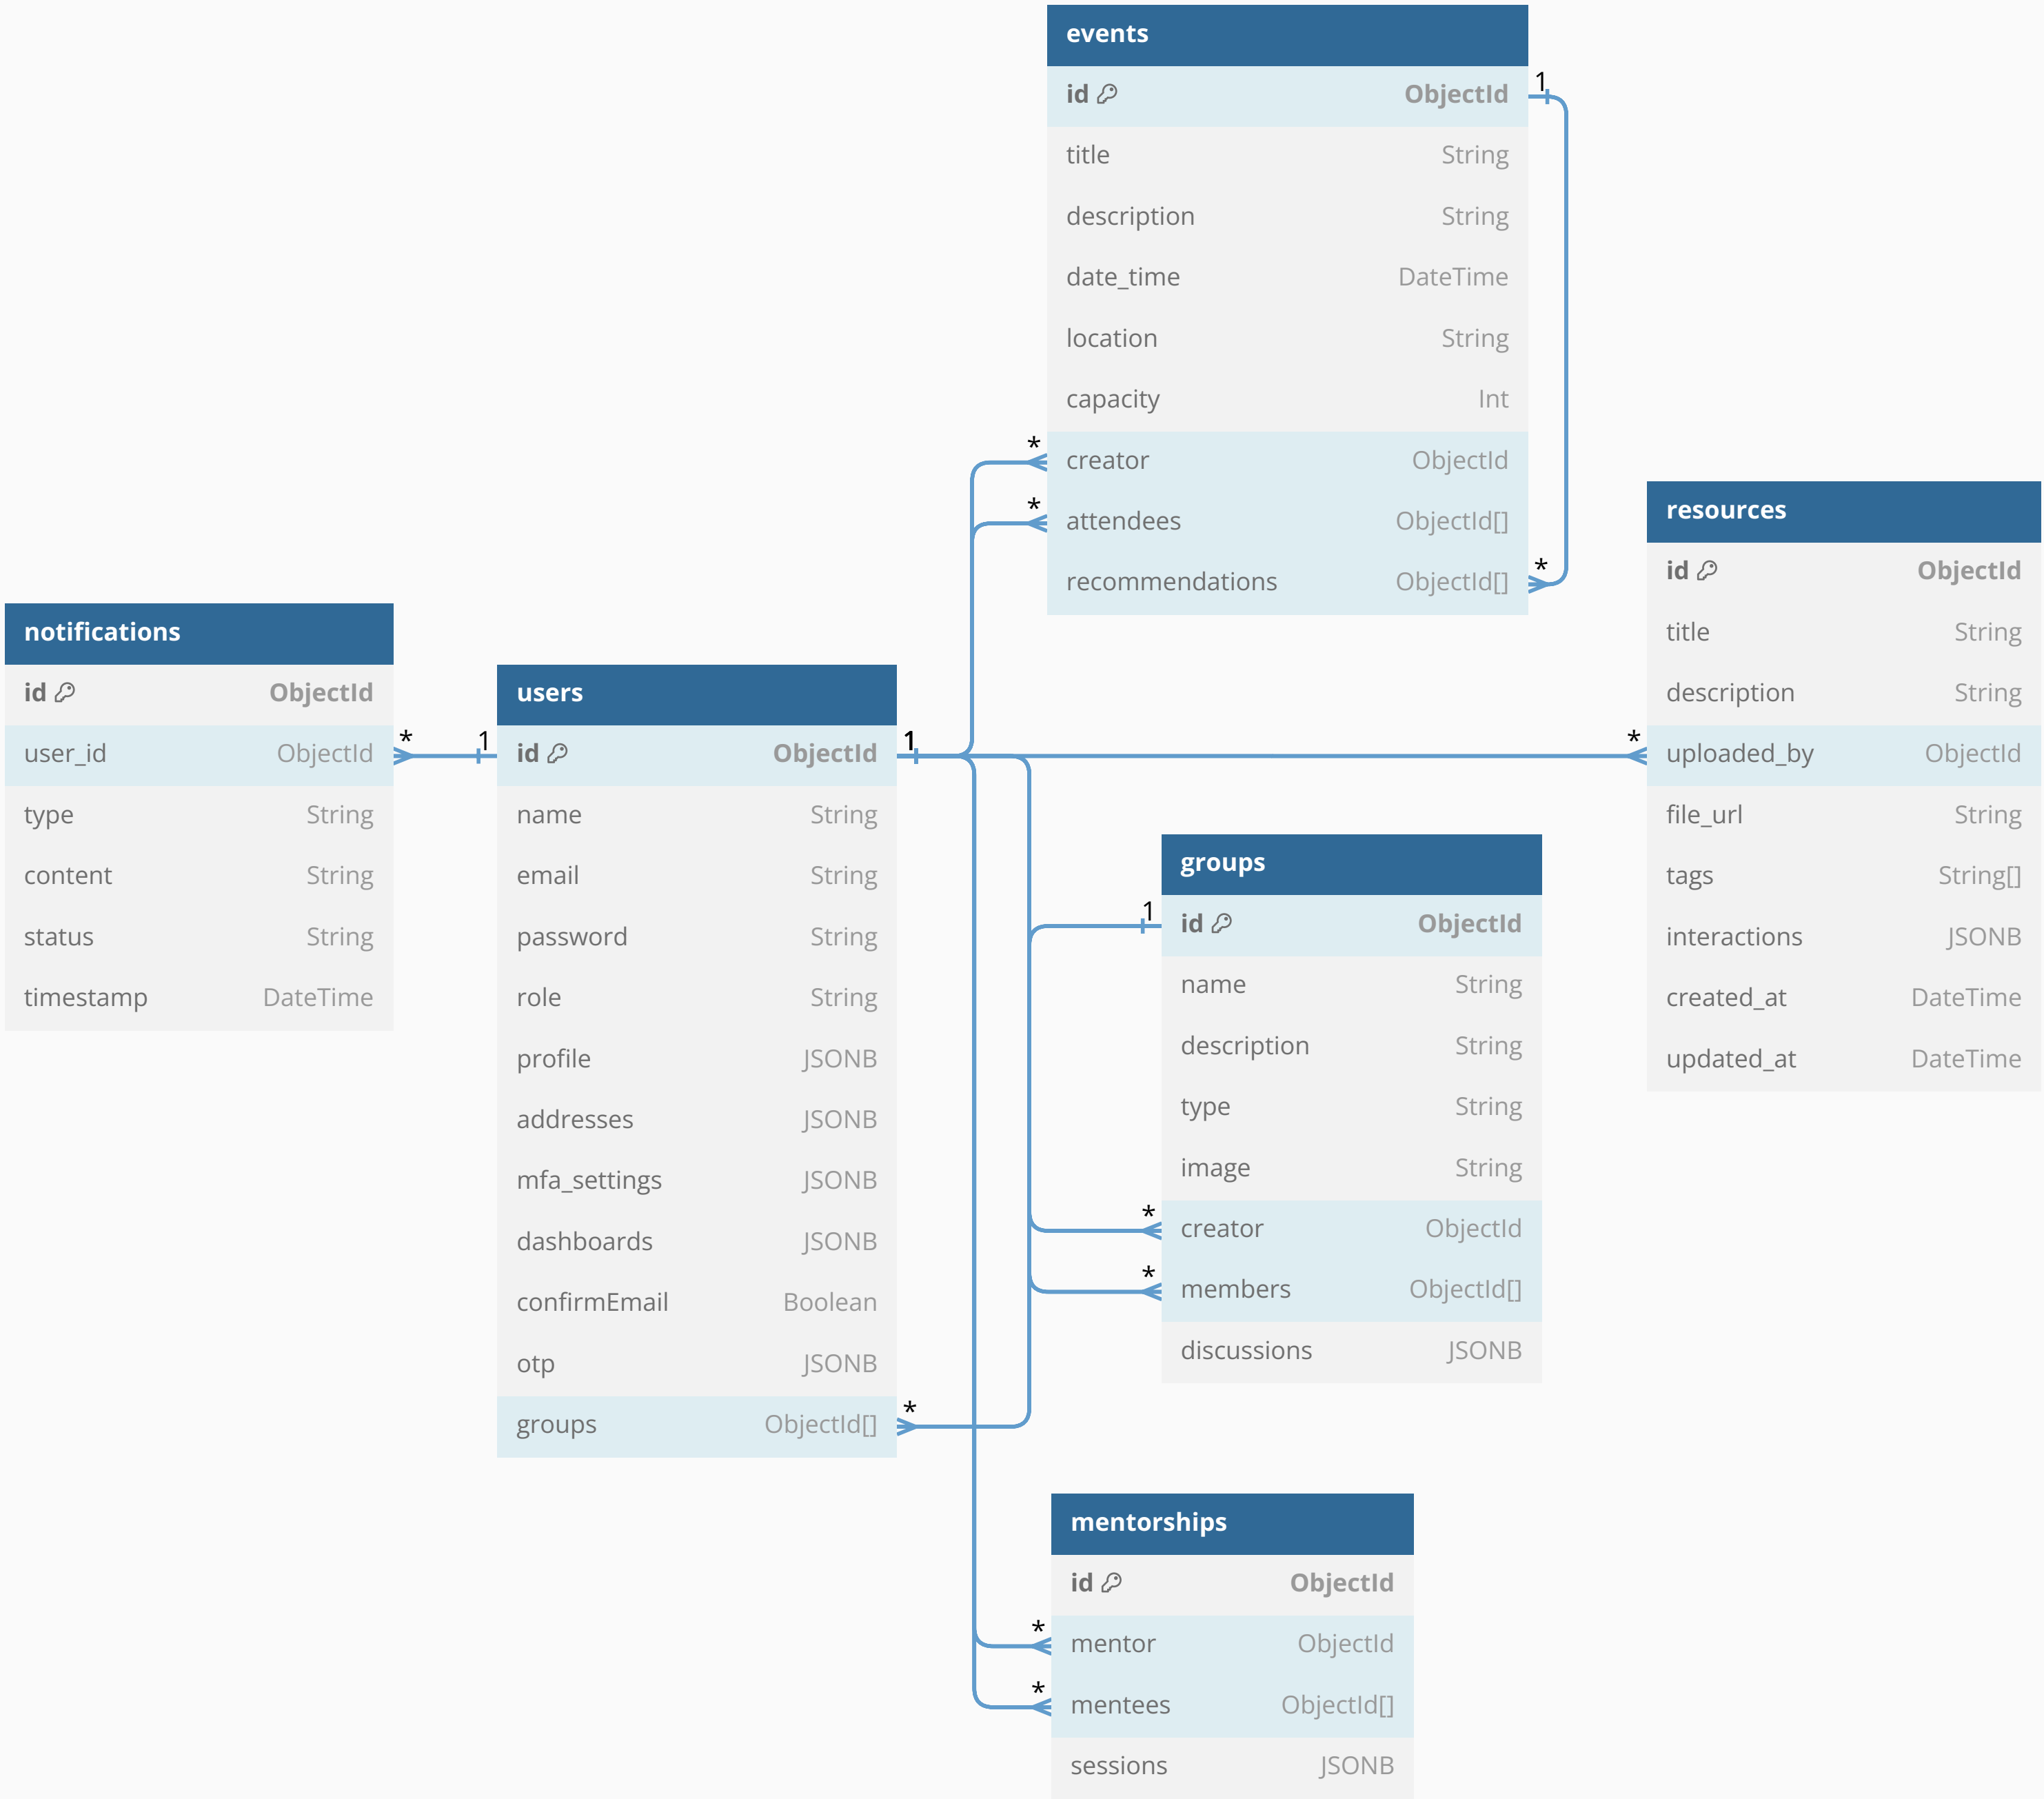 events
id ObjectId
title String
description String
date_time DateTime
location String
capacity Int
creator ObjectId
attendees ObjectId[]
recommendations ObjectId[]
1
*
*
*
resources
id ObjectId
title String
description String
uploaded_by ObjectId
file_url String
tags String[]
interactions JSONB
created_at DateTime
updated_at DateTime
*
notifications
id ObjectId
user_id ObjectId
type String
content String
status String
timestamp DateTime
*
1
users
id ObjectId
name String
email String
password String
role String
profile JSONB
addresses JSONB
mfa_settings JSONB
dashboards JSONB
confirmEmail Boolean
otp JSONB
groups ObjectId[]
1
*
groups
id ObjectId
name String
description String
type String
image String
creator ObjectId
members ObjectId[]
discussions JSONB
1
*
*
mentorships
id ObjectId
mentor ObjectId
mentees ObjectId[]
sessions JSONB
*
*